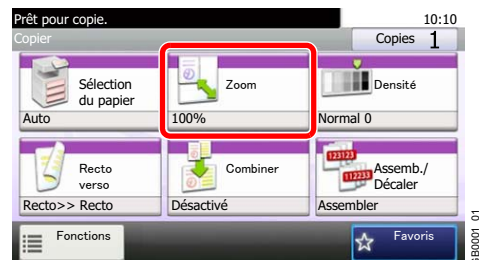 Prêt pour copie.
10:10
Copier
Copies 1
Sélection
du papier
Auto
Zoom
100%
Densité
Normal 0
Recto
verso
Recto>> Recto
Combiner
Désactivé
123123
112233
Assemb./
Décaler
Assembler
Fonctions
Favoris